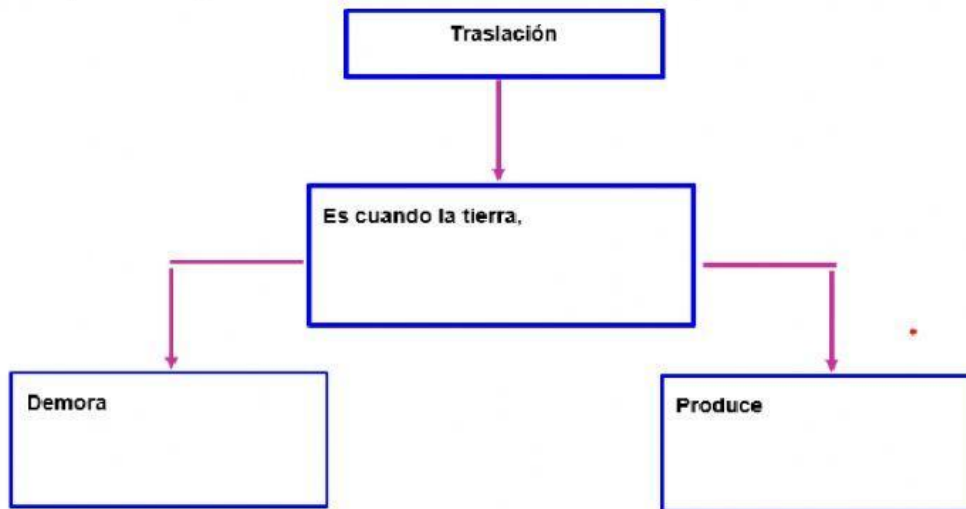 Traslación
Es cuando la tierra,
Demora
Produce